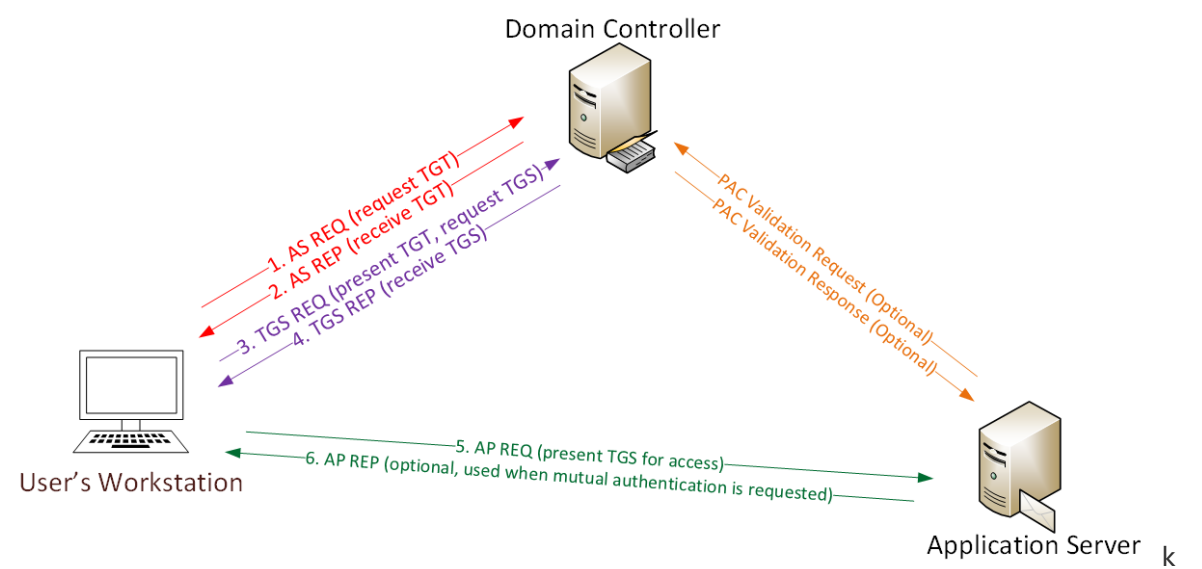 Domain Controller
1. AS REQ (request TGT)
2. AS REP (receive TGT)
3. TGS REQ (present TGT, request TGS)
4. TGS REP (receive TGS)
PAC Validation Request (Optional)
PAC Validation Response (Optional)
5. AP REQ (present TGS for access)
6. AP REP (optional, used when mutual authentication is requested)
User's Workstation
Application Server
k